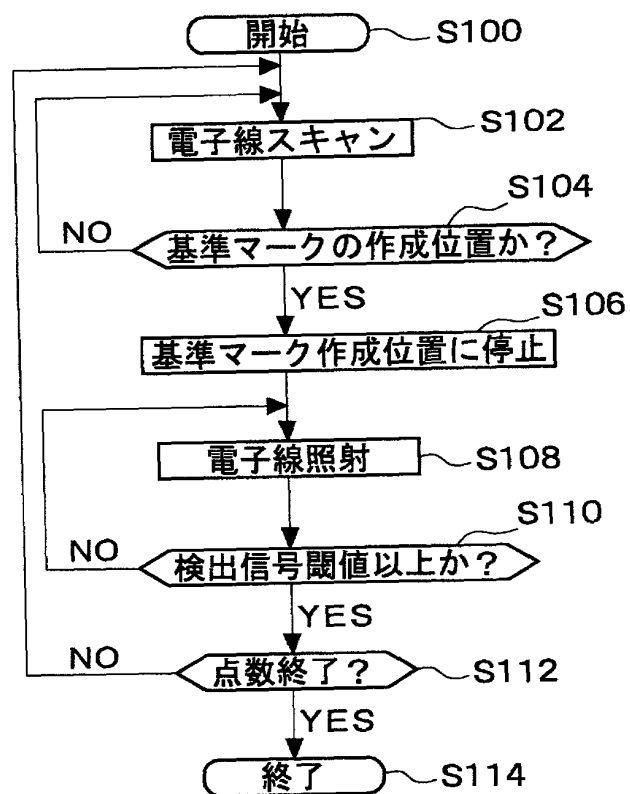 開始 S100
電子線スキャン S102
S104
NO 基準マークの作成位置か?
YES
S106
基準マーク作成位置に停止
電子線照射 S108
S110
NO 検出信号閾値以上か?
YES
NO 点数終了? S112
YES
終了 S114